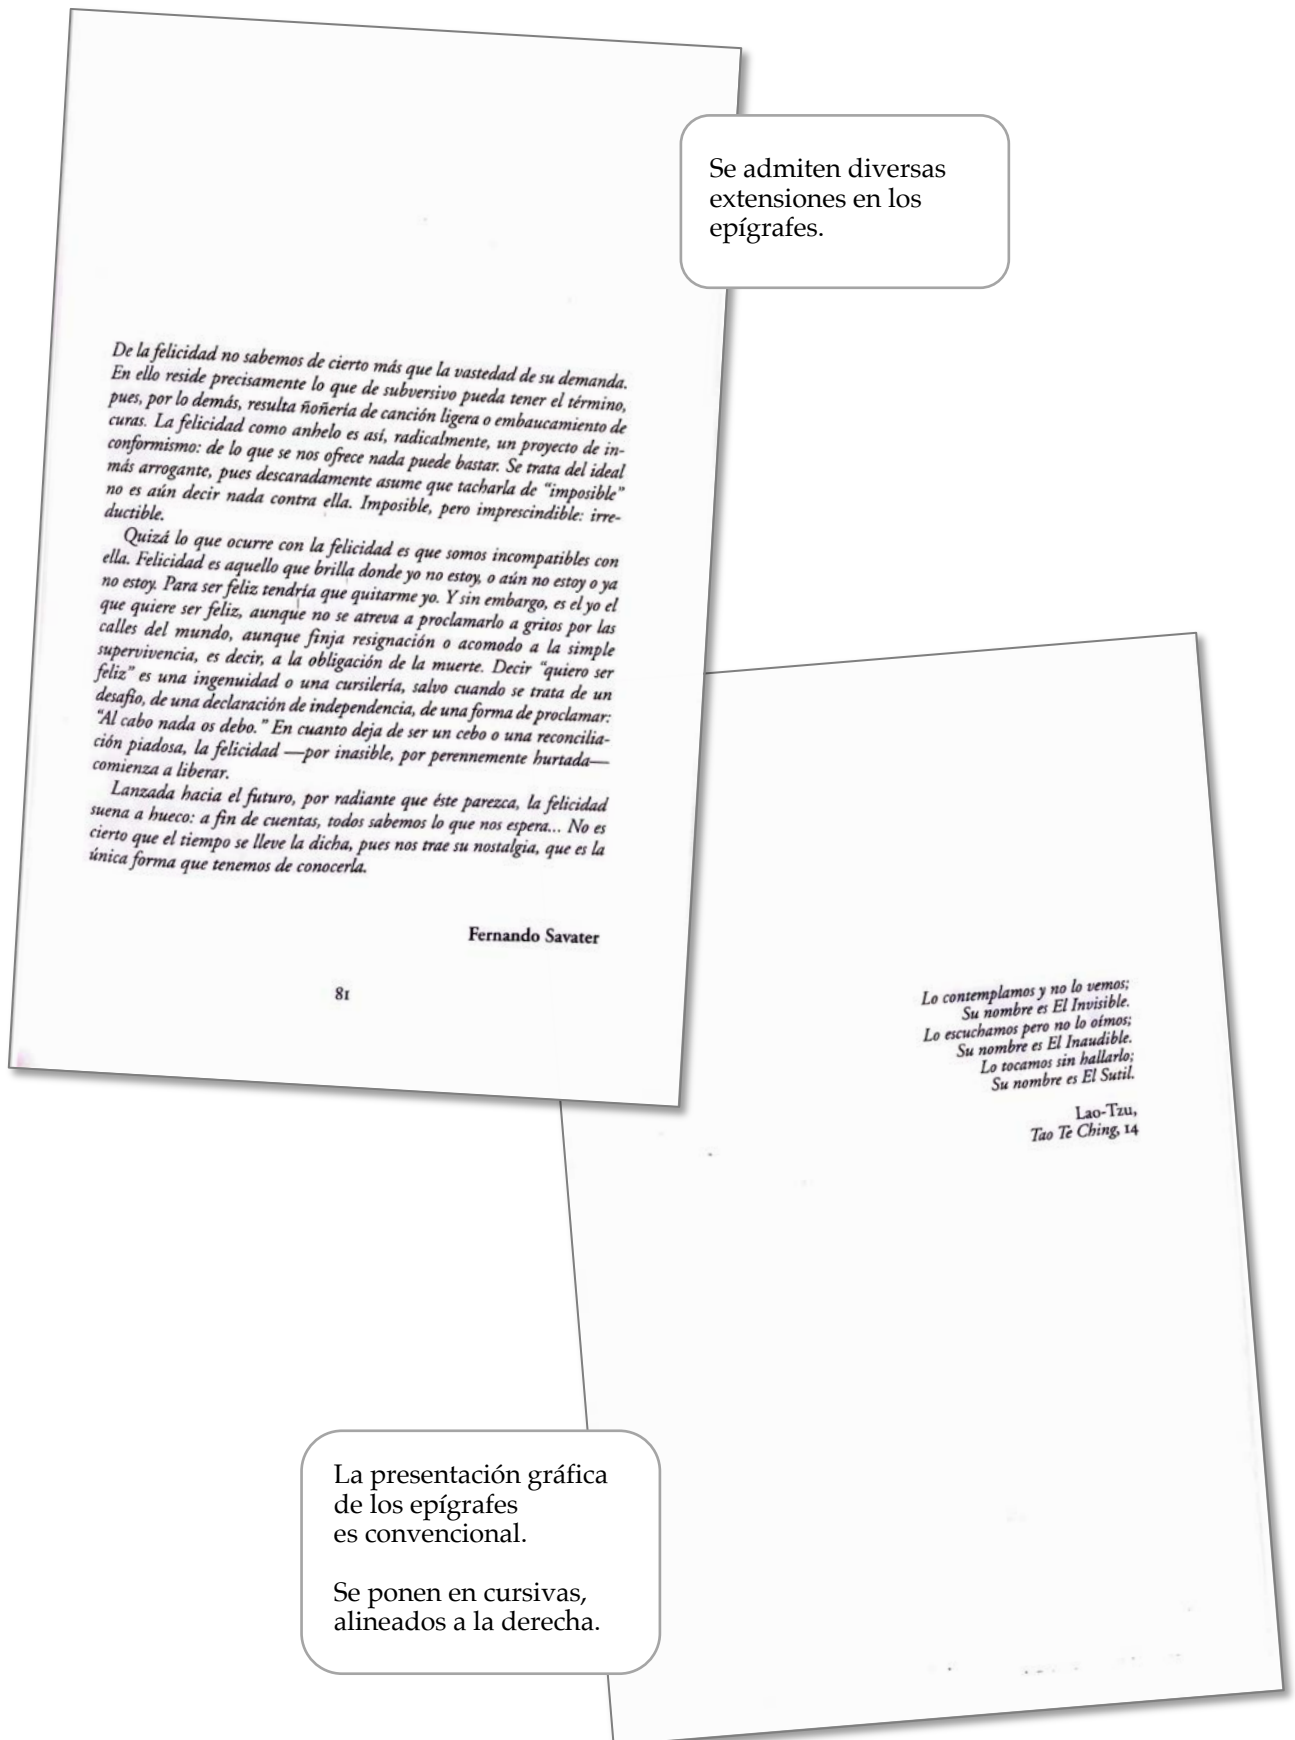 Se admiten diversas
extensiones en los
epígrafes.
De la felicidad no sabemos de cierto más que la vastedad de su demanda.
En ello reside precisamente lo que de subversivo pueda tener el término,
pues, por lo demás, resulta ñoñería de canción ligera o embaucamiento de
curas. La felicidad como anhelo es así, radicalmente, un proyecto de in-
conformismo: de lo que se nos ofrece nada puede bastar. Se trata del ideal
más arrogante, pues descaradamente asume que tacharla de “imposible”
no es aún decir nada contra ella. Imposible, pero imprescindible: irre-
ductible.
Quizá lo que ocurre con la felicidad es que somos incompatibles con
ella. Felicidad es aquello que brilla donde yo no estoy, o aún no estoy o ya
no estoy. Para ser feliz tendría que quitarme yo. Y sin embargo, es el yo el
que quiere ser feliz, aunque no se atreva a proclamarlo a gritos por las
calles del mundo, aunque finja resignación o acomodo a la simple
supervivencia, es decir, a la obligación de la muerte. Decir “quiero ser
feliz” es una ingenuidad o una cursilería, salvo cuando se trata de un
desafío, de una declaración de independencia, de una forma de proclamar:
“Al cabo nada os debo.” En cuanto deja de ser un cebo o una reconcilia-
ción piadosa, la felicidad —por inasible, por perennemente hurtada—
comienza a liberar.
Lanzada hacia el futuro, por radiante que éste parezca, la felicidad
suena a hueco: a fin de cuentas, todos sabemos lo que nos espera... No es
cierto que el tiempo se lleve la dicha, pues nos trae su nostalgia, que es la
única forma que tenemos de conocerla.
Fernando Savater
81
Lo contemplamos y no lo vemos;
Su nombre es El Invisible.
Lo escuchamos pero no lo oímos;
Su nombre es El Inaudible.
Lo tocamos sin hallarlo;
Su nombre es El Sutil.
Lao-Tzu,
Tao Te Ching, 14
La presentación gráfica
de los epígrafes
es convencional.
Se ponen en cursivas,
alineados a la derecha.